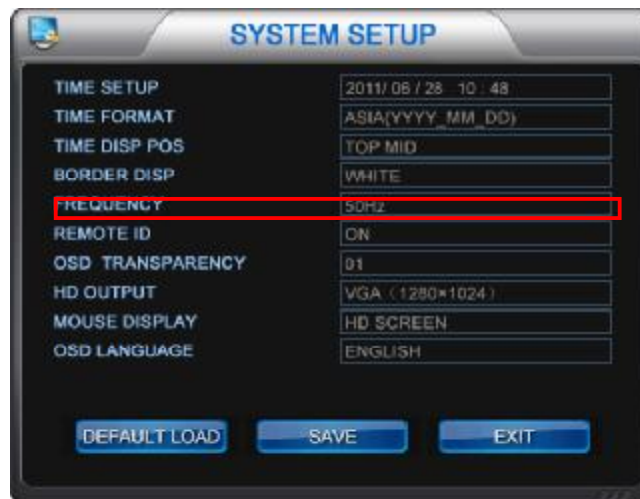 SYSTEM SETUP
TIME SETUP 2011/ 06 / 28 10 : 48
TIME FORMAT ASIA(YYYY_MM_DD)
TIME DISP POS TOP MID
BORDER DISP WHITE
FREQUENCY 50Hz
REMOTE ID ON
OSD TRANSPARENCY 01
HD OUTPUT VGA（1280×1024）
MOUSE DISPLAY HD SCREEN
OSD LANGUAGE ENGLISH
DEFAULT LOAD SAVE EXIT